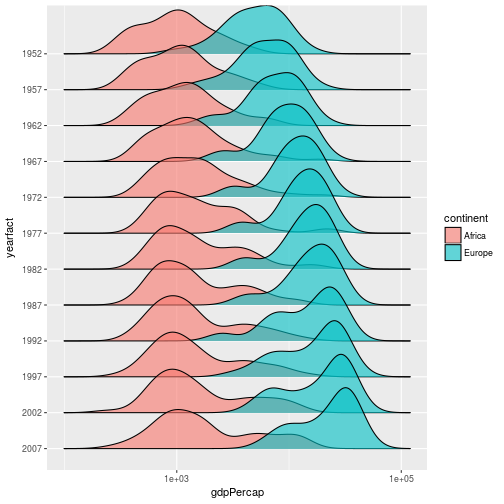 1952
1957
1962
1967
1972
1977
1982
1987
1992
1997
2002
2007
yearfact
1e+03
1e+05
gdpPercap
continent
Africa
Europe